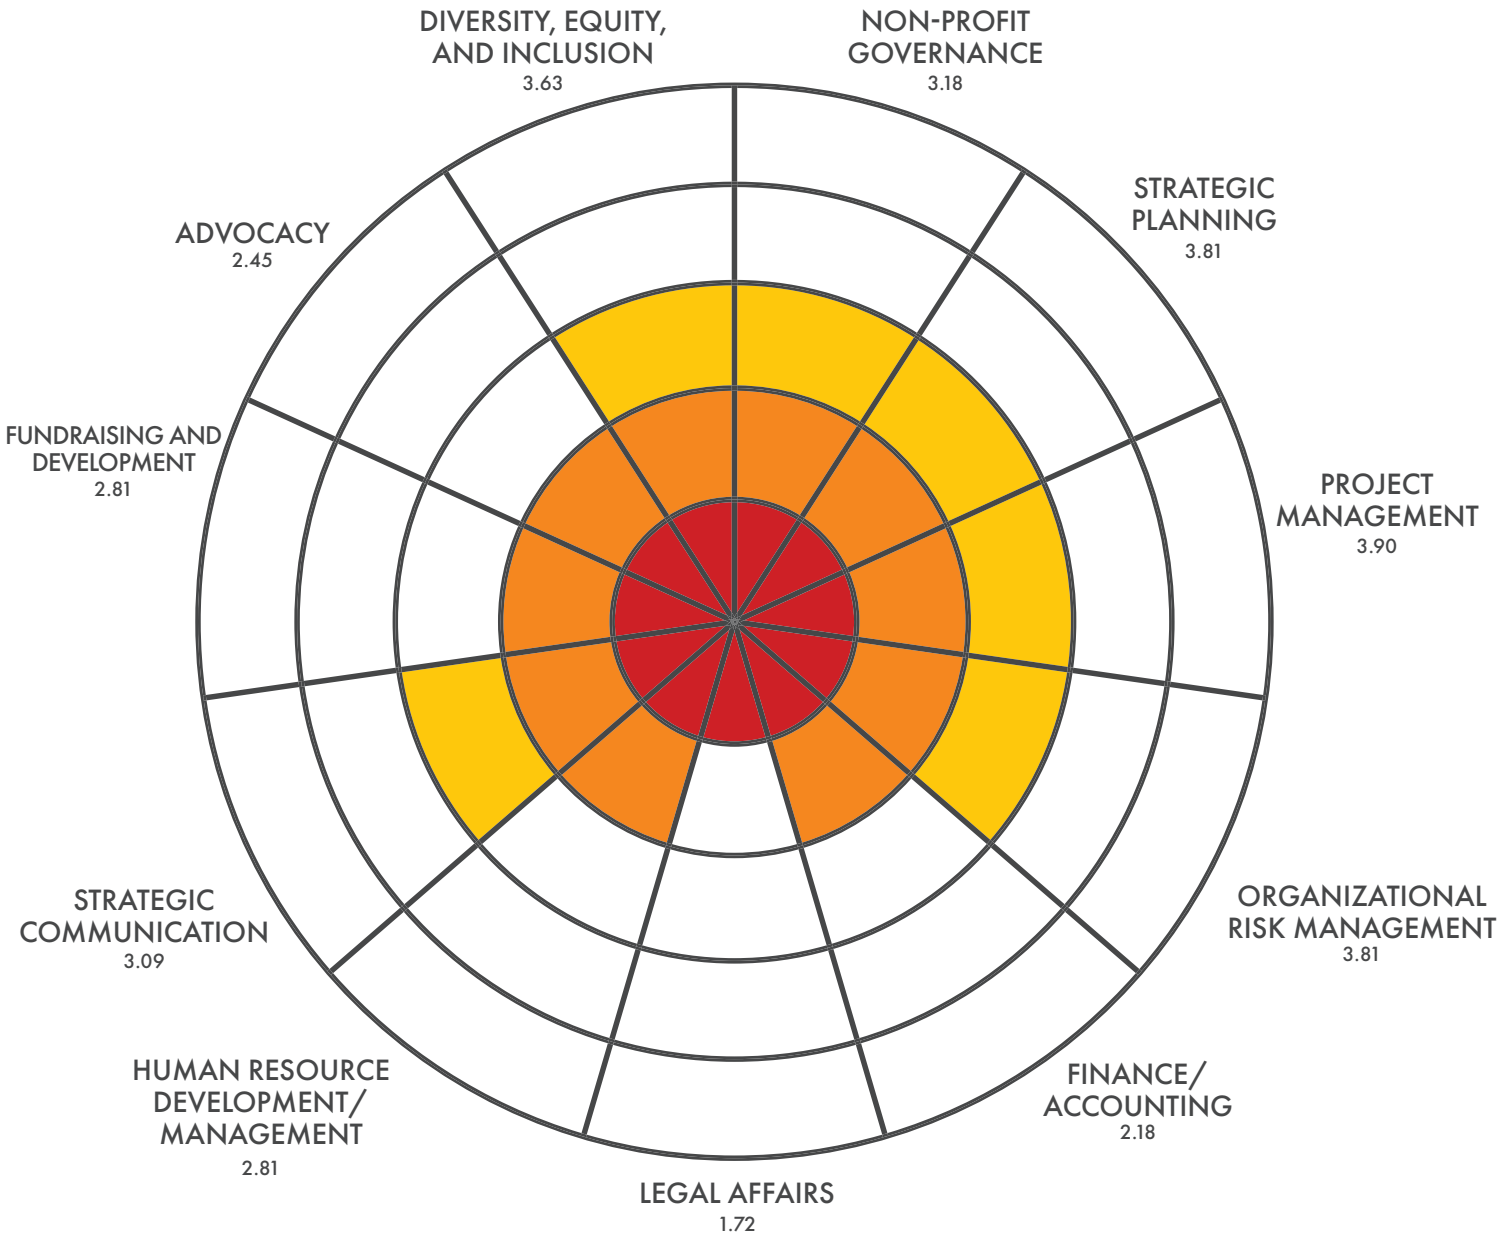 DIVERSITY, EQUITY,
AND INCLUSION
3.63
NON-PROFIT
GOVERNANCE
3.18
STRATEGIC
PLANNING
3.81
PROJECT
MANAGEMENT
3.90
ORGANIZATIONAL
RISK MANAGEMENT
3.81
FINANCE/
ACCOUNTING
2.18
LEGAL AFFAIRS
1.72
HUMAN RESOURCE
DEVELOPMENT/
MANAGEMENT
2.81
STRATEGIC
COMMUNICATION
3.09
FUNDRAISING AND
DEVELOPMENT
2.81
ADVOCACY
2.45